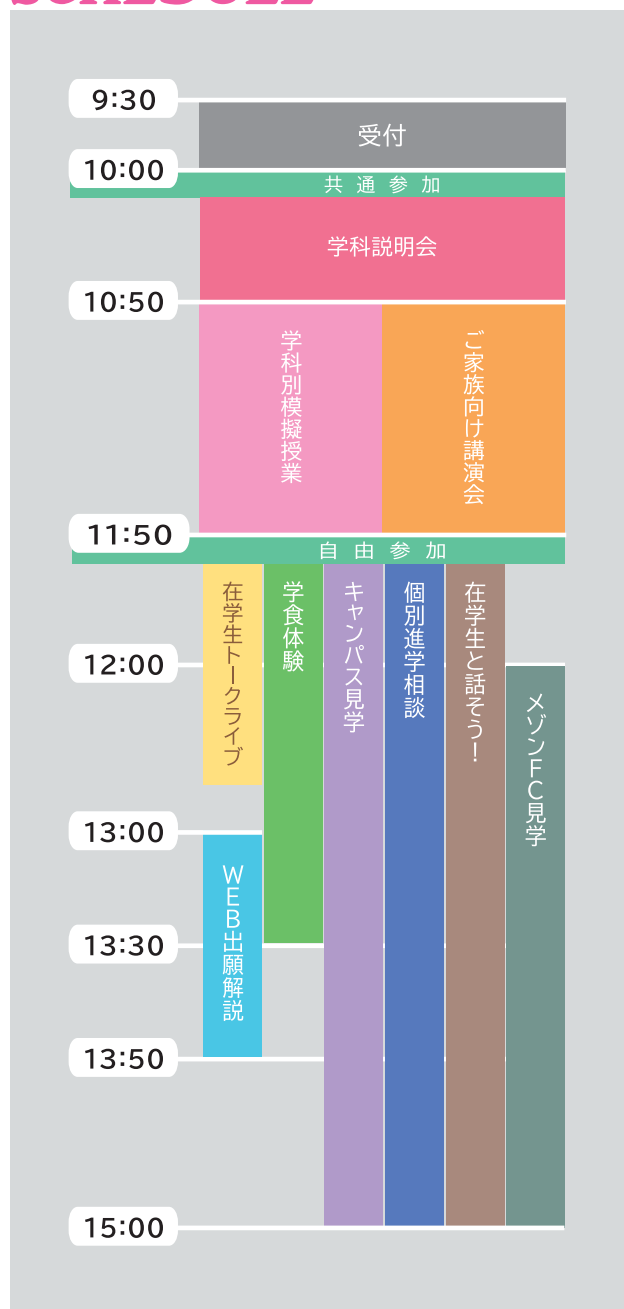 SCHEDULE
9:30
受付
10:00
共通参加
学科説明会
10:50
学科別模擬授業
ご家族向け講演会
11:50
自由参加
在学生トークライブ
学食体験
キャンパス見学
個別進学相談
在学生と話そう！
12:00
メゾンFC見学
13:00
WEB出願解説
13:30
13:50
15:00